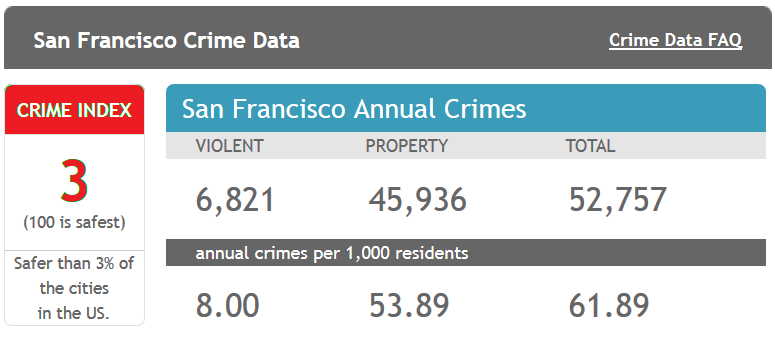 San Francisco Crime Data
Crime Data FAQ
CRIME INDEX
3
(100 is safest)
Safer than 3% of
the cities
in the US.
San Francisco Annual Crimes
VIOLENT PROPERTY TOTAL
6,821 45,936 52,757
annual crimes per 1,000 residents
8.00 53.89 61.89